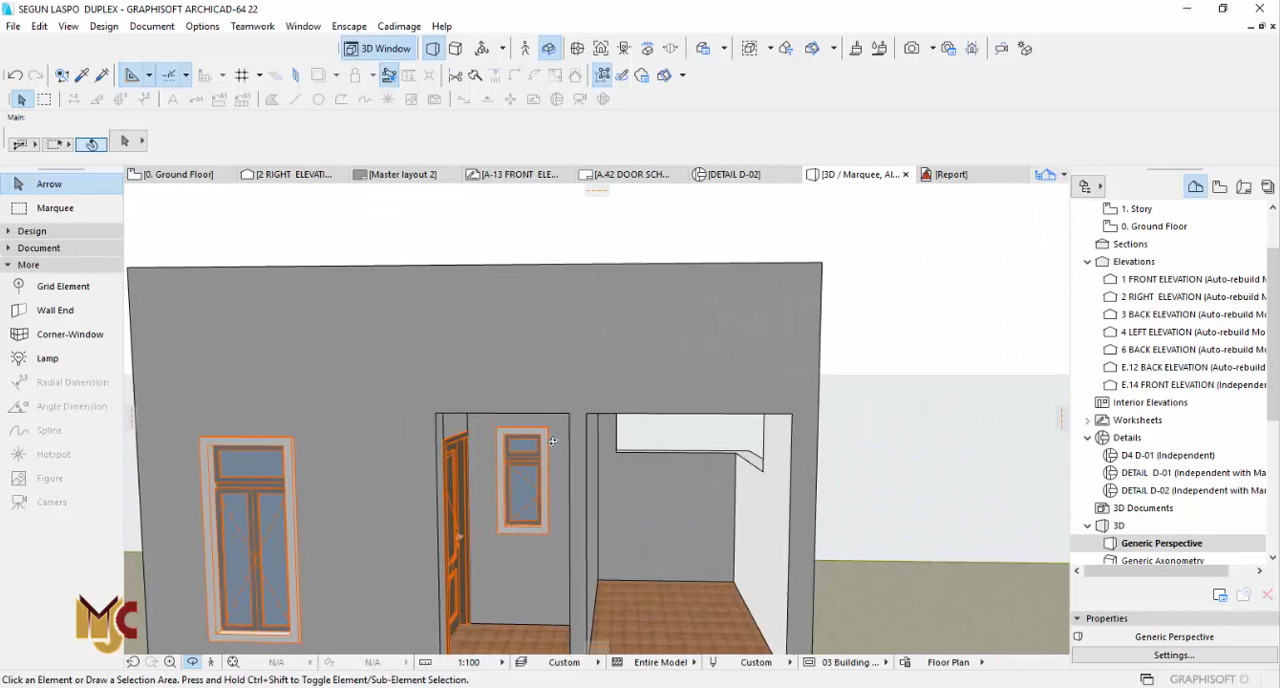 SEGUN LASPO DUPLEX - GRAPHISOFT ARCHICAD-64 22
File Edit View Design Document Options Teamwork Window Enscape Cadimage Help
3D Window
Main:
[0. Ground Floor] [2 RIGHT ELEVATI... [Master layout 2] [A-13 FRONT ELE... [A.42 DOOR SCH... [DETAIL D-02] [3D / Marquee, Al... [Report]
Arrow
Marquee
Design
Document
More
Grid Element
Wall End
Corner-Window
Lamp
Radial Dimension
Angle Dimension
Spline
Hotspot
Figure
Camera
1. Story
0. Ground Floor
Sections
Elevations
1 FRONT ELEVATION (Auto-rebuild Mo
2 RIGHT ELEVATION (Auto-rebuild Mo
3 BACK ELEVATION (Auto-rebuild Mo
4 LEFT ELEVATION (Auto-rebuild Mo
6 BACK ELEVATION (Auto-rebuild Mo
E.12 BACK ELEVATION (Auto-rebuild
E.14 FRONT ELEVATION (Independer
Interior Elevations
Worksheets
Details
D4 D-01 (Independent)
DETAIL D-01 (Independent with Mar
DETAIL D-02 (Independent with Mar
3D Documents
3D
Generic Perspective
Generic Axonometry
Properties
Generic Perspective
Settings...
MSC
N/A N/A 1:100 Custom Entire Model Custom 03 Building ... Floor Plan
Click an Element or Draw a Selection Area. Press and Hold Ctrl+Shift to Toggle Element/Sub-Element Selection.
GRAPHISOFT ID